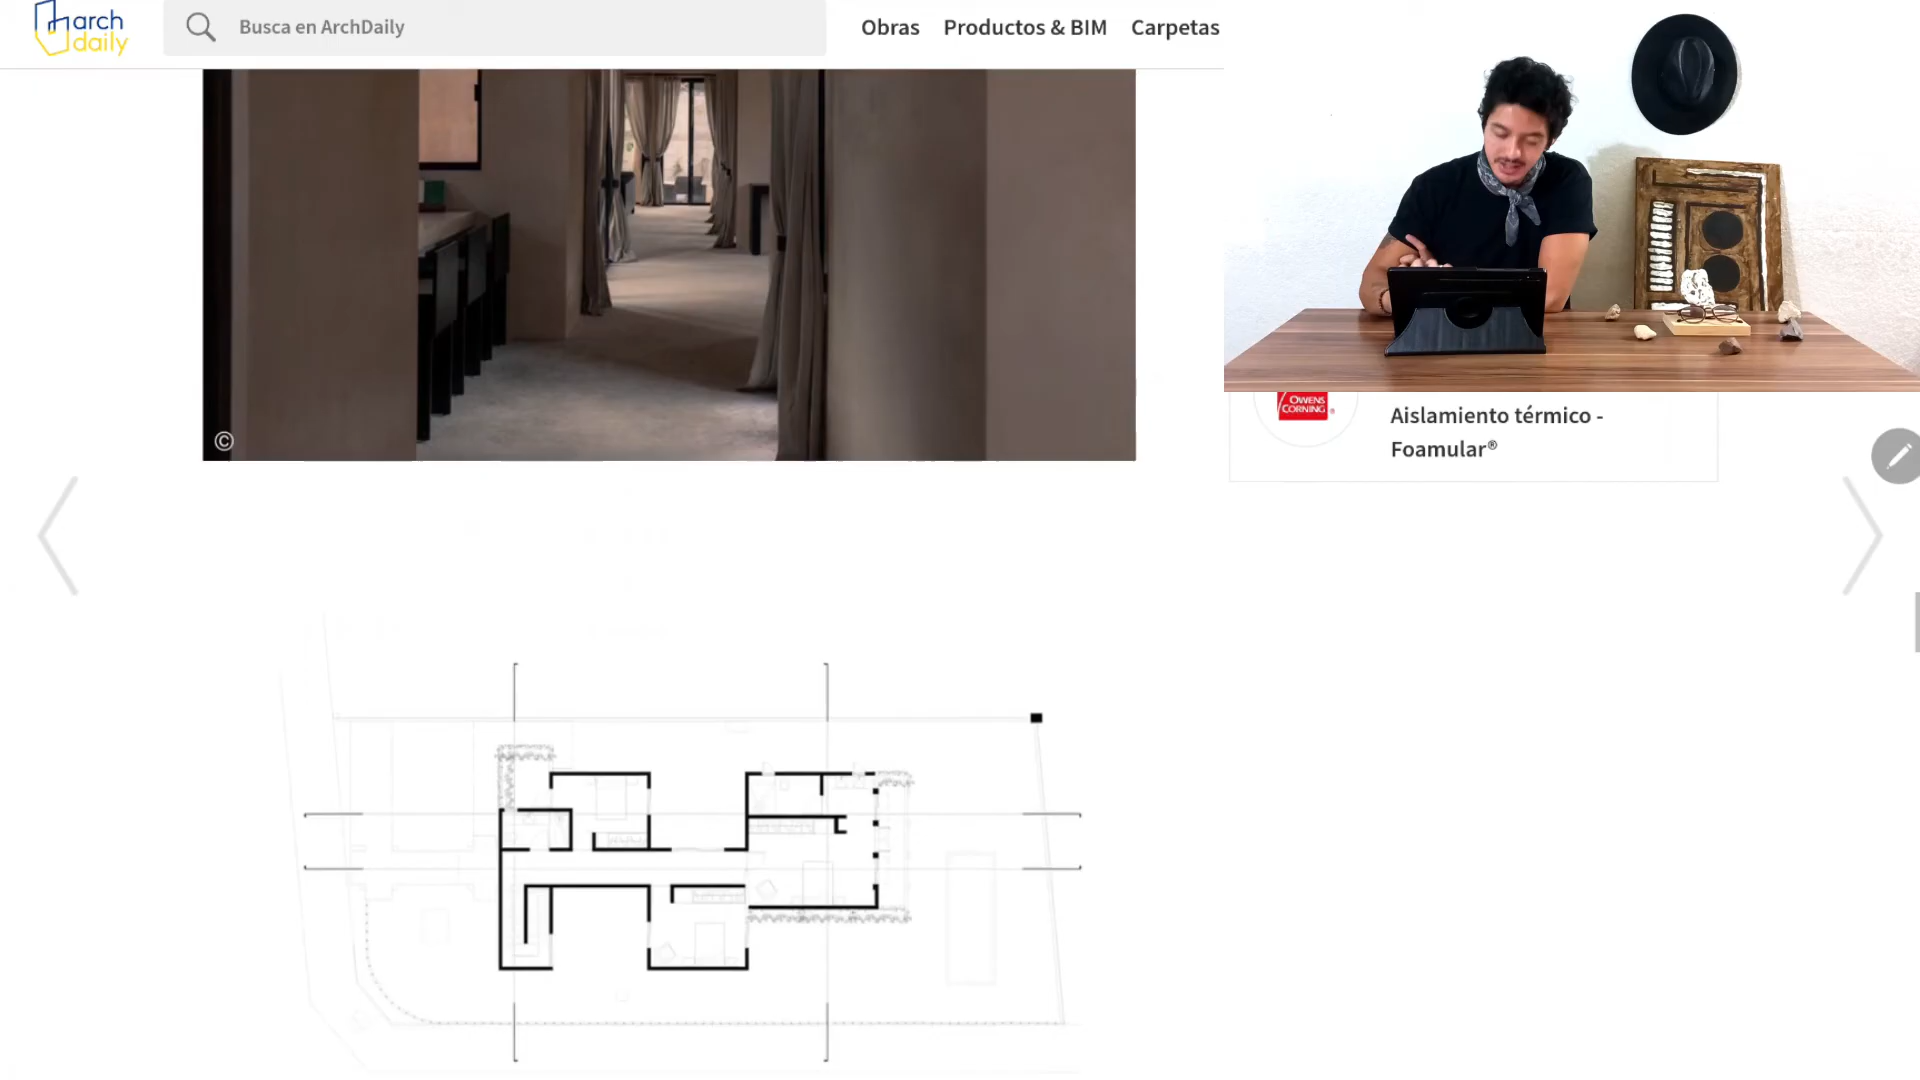 arch
daily
Busca en ArchDaily
Obras
Productos & BIM
Carpetas
©
OWENS
CORNING®
Aislamiento térmico -
Foamular®